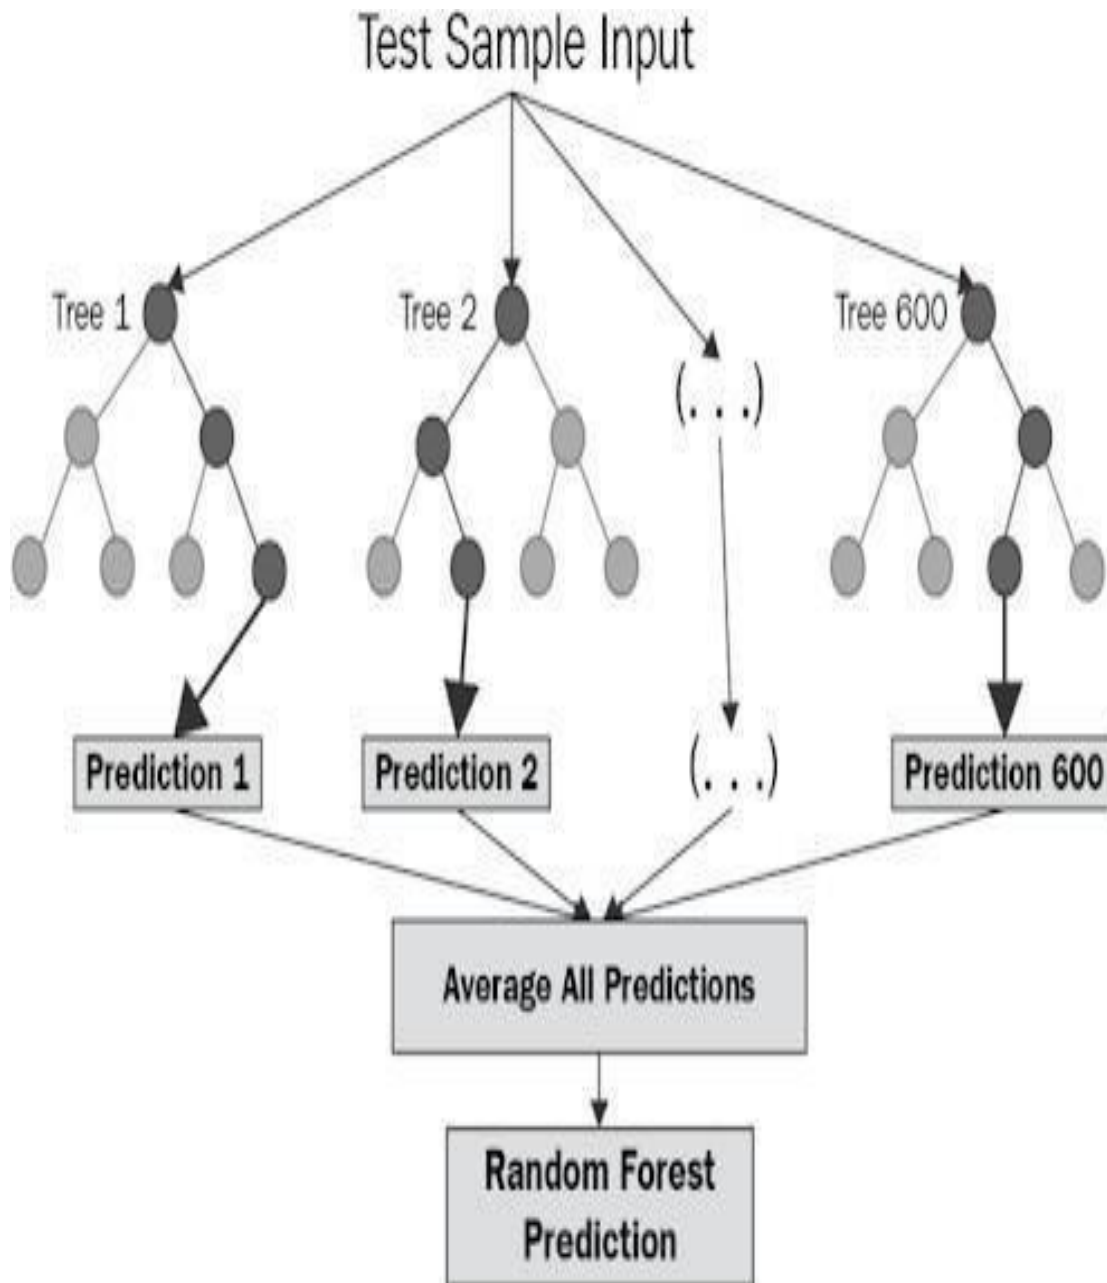 Test Sample Input
Tree 1
Tree 2
Tree 600
(. . .)
Prediction 1
Prediction 2
(. . .)
Prediction 600
Average All Predictions
Random Forest
Prediction